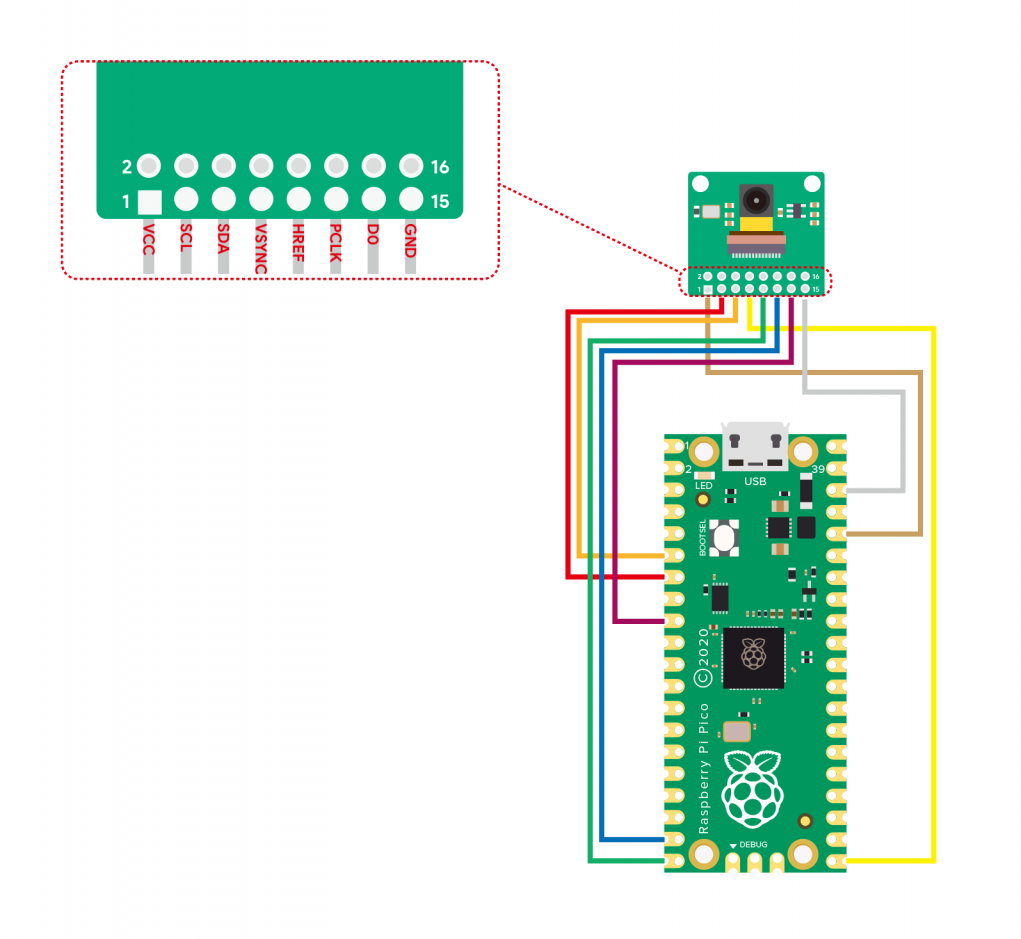 2 16
1 15
VCC SCL SDA VSYNC HREF PCLK D0 GND
2 16
1 15
1
2 39
LED USB
BOOTSEL
©2020
Raspberry Pi Pico
DEBUG